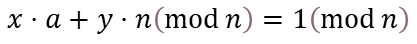 x · a + y · n(mod n) = 1(mod n)